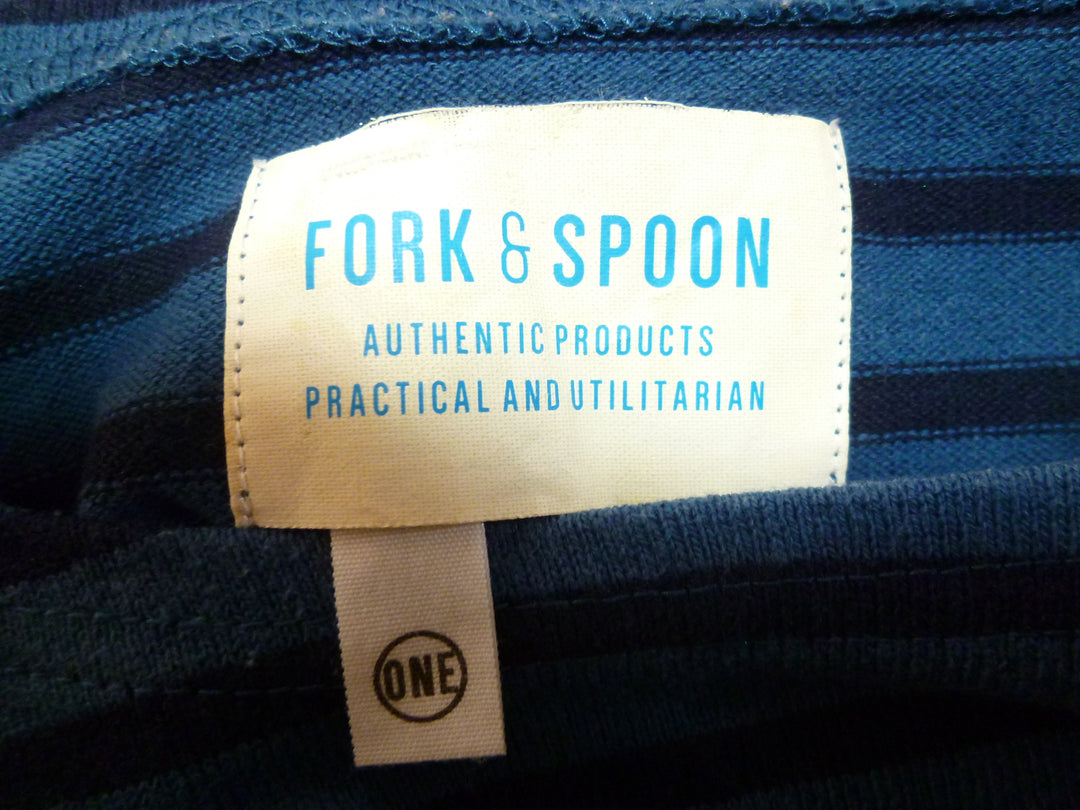 FORK & SPOON
AUTHENTIC PRODUCTS
PRACTICAL AND UTILITARIAN
ONE